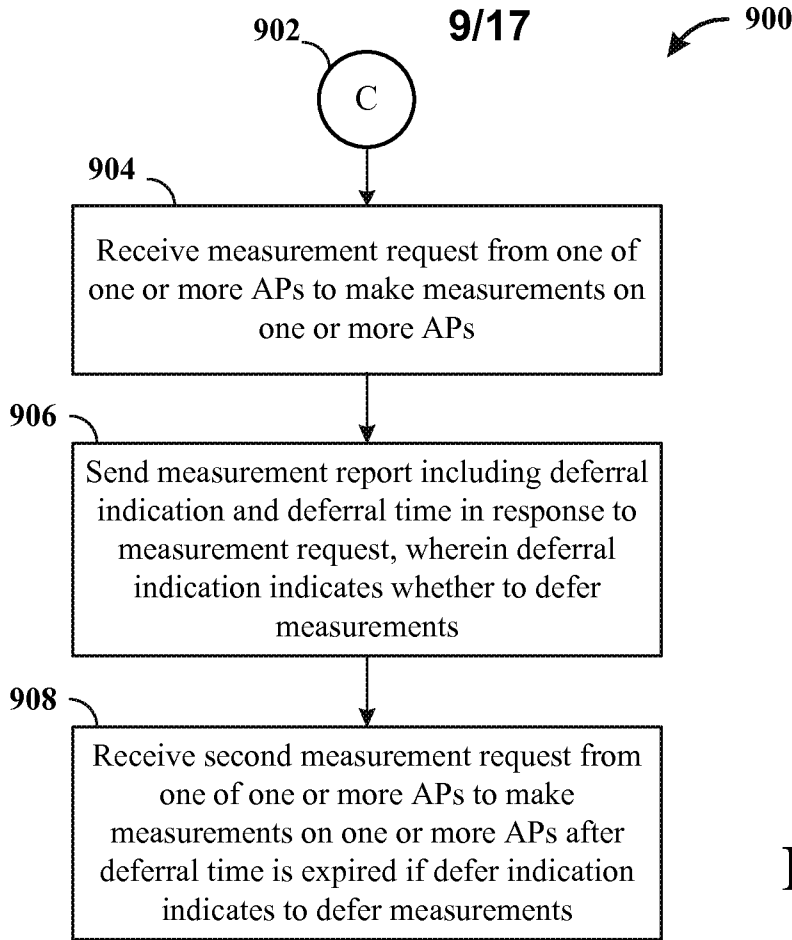 9/17
900
902
C
904
Receive measurement request from one of
one or more APs to make measurements on
one or more APs
906
Send measurement report including deferral
indication and deferral time in response to
measurement request, wherein deferral
indication indicates whether to defer
measurements
908
Receive second measurement request from
one of one or more APs to make
measurements on one or more APs after
deferral time is expired if defer indication
indicates to defer measurements